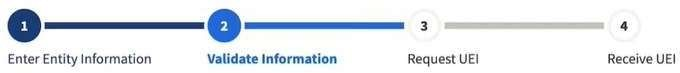 1 2 3 4
Enter Entity Information Validate Information Request UEI Receive UEI